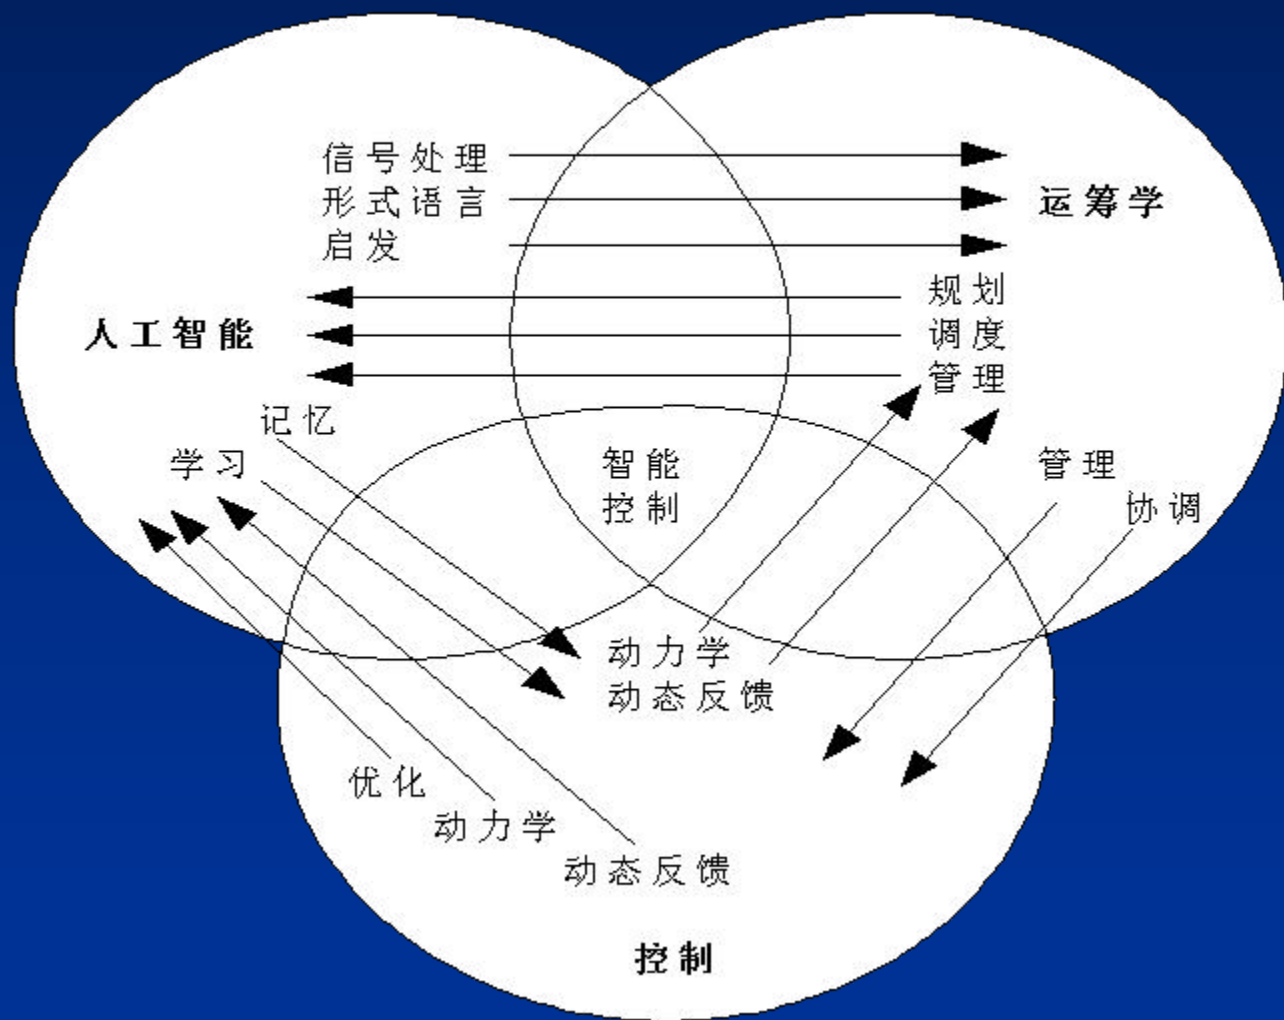 信号处理
形式语言
启发
运筹学
规划
调度
管理
人工智能
记忆
学习
智能
控制
管理
协调
动力学
动态反馈
优化
动力学
动态反馈
控制